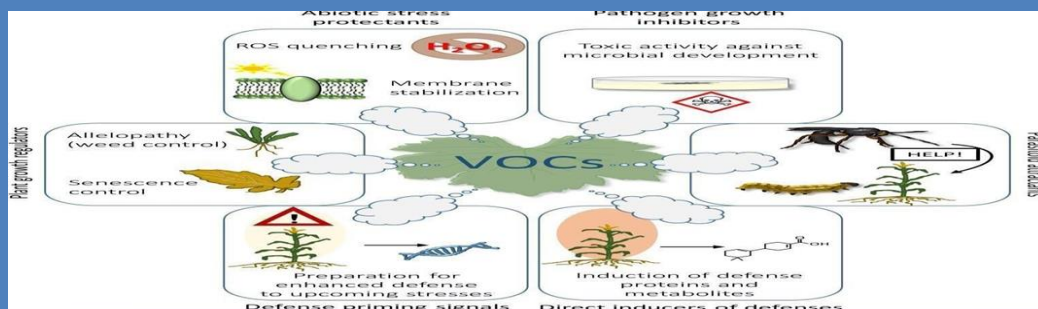 Abiotic stress
protectants
ROS quenching
H₂O₂
Membrane
stabilization
Pathogen growth
inhibitors
Toxic activity against
microbial development
Plant growth regulators
Allelopathy
(weed control)
Senescence
control
VOCs
HELP!
Preparation for
enhanced defense
to upcoming stresses
Defense priming signals
Induction of defense
proteins and
metabolites
OH
Direct inducers of defenses